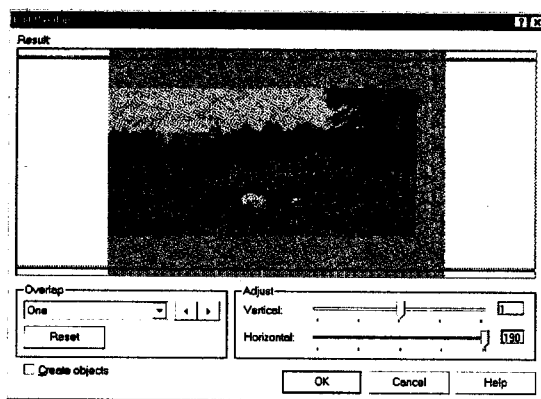 Result
Overlap
One
Reset
Create objects
Adjust
Vertical: 1
Horizontal: 190
OK Cancel Help